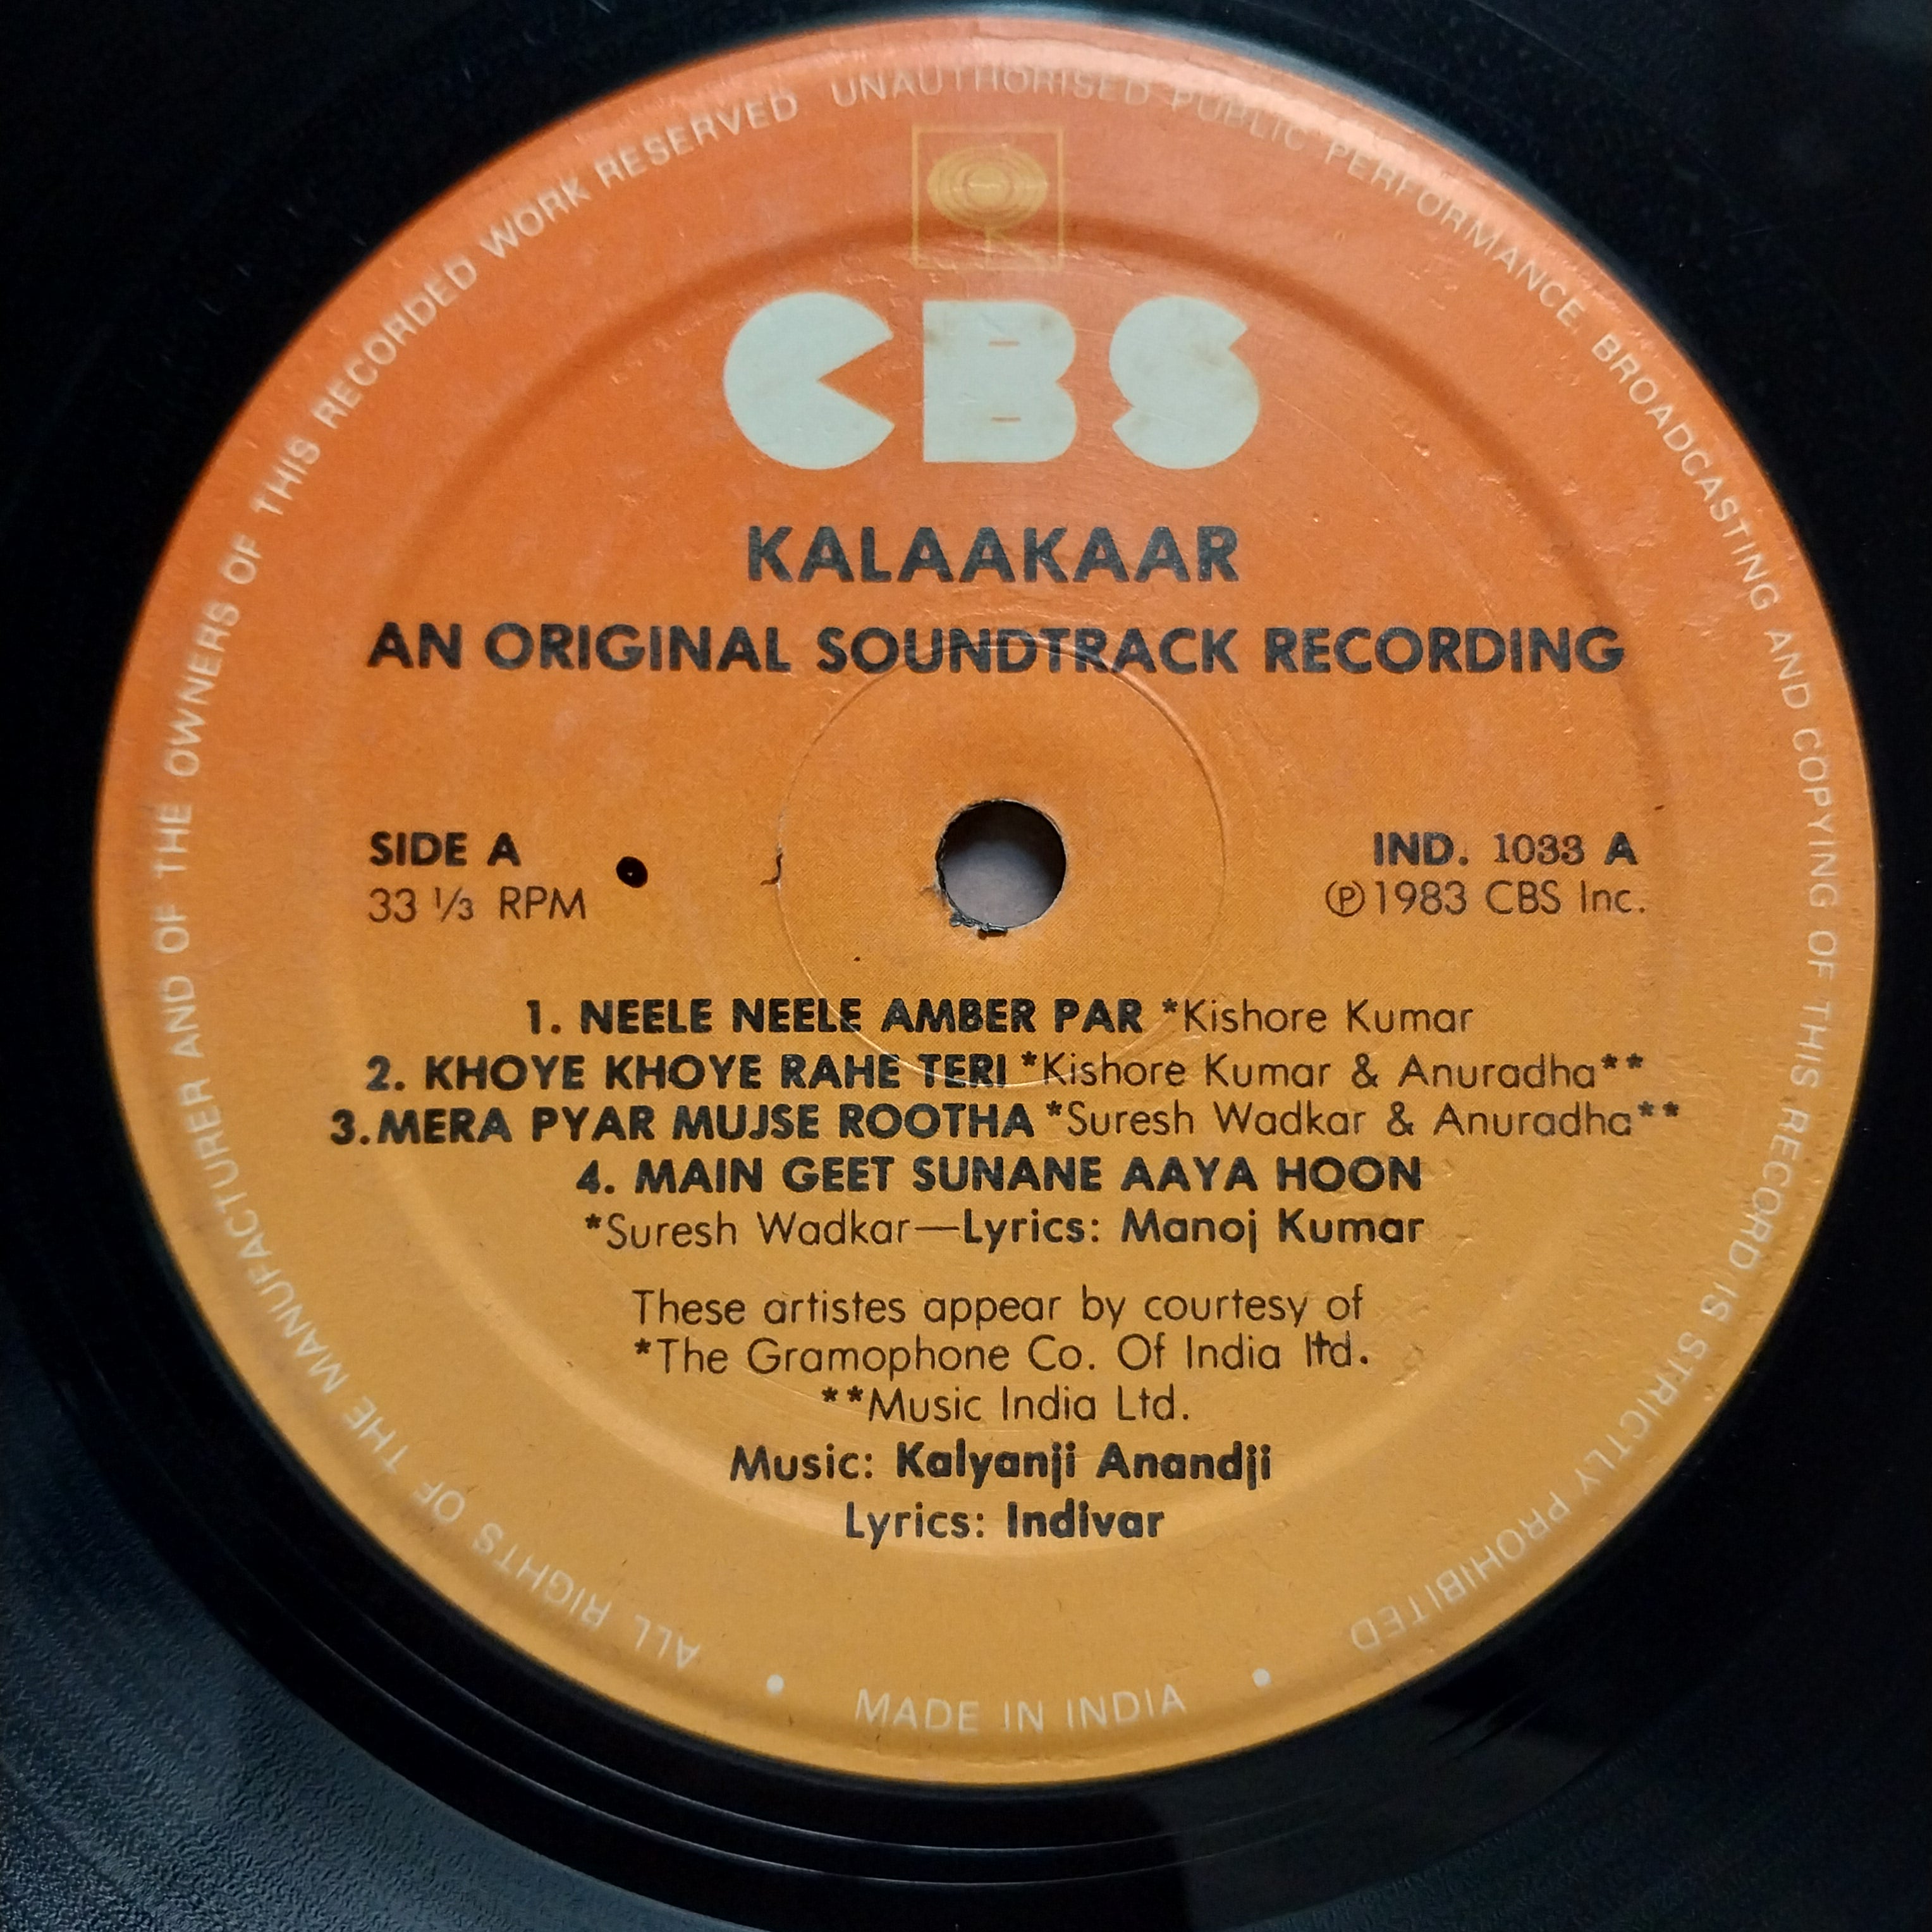 ALL RIGHTS OF THE MANUFACTURER AND OF THE OWNERS OF THIS RECORDED WORK RESERVED UNAUTHORISED PUBLIC PERFORMANCE, BROADCASTING AND COPYING OF THIS RECORD IS STRICTLY PROHIBITED
CBS
KALAAKAAR
AN ORIGINAL SOUNDTRACK RECORDING
SIDE A
33 1/3 RPM
IND. 1033 A
℗1983 CBS Inc.
1. NEELE NEELE AMBER PAR *Kishore Kumar
2. KHOYE KHOYE RAHE TERI *Kishore Kumar & Anuradha**
3.MERA PYAR MUJSE ROOTHA *Suresh Wadkar & Anuradha**
4. MAIN GEET SUNANE AAYA HOON
*Suresh Wadkar—Lyrics: Manoj Kumar
These artistes appear by courtesy of
*The Gramophone Co. Of India ltd.
**Music India Ltd.
Music: Kalyanji Anandji
Lyrics: Indivar
• MADE IN INDIA •